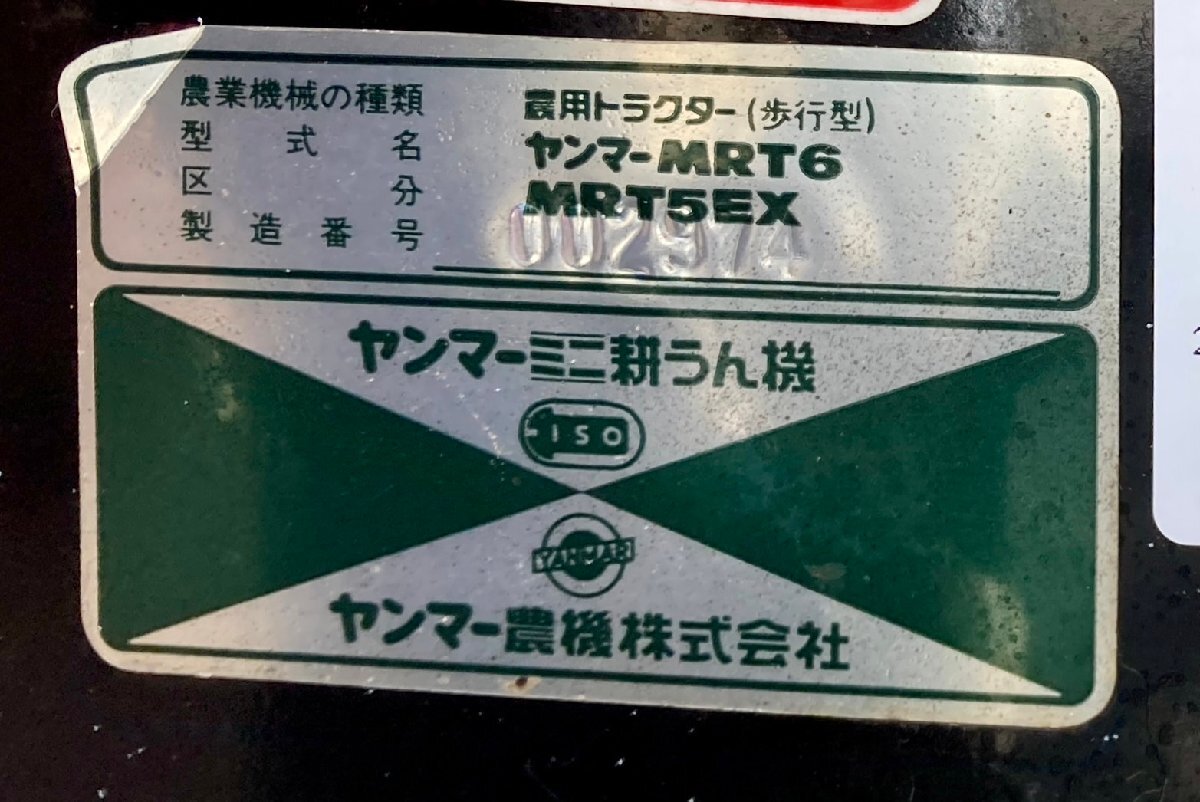 農業機械の種類 農用トラクター(歩行型)
型式名 ヤンマーMRT6
区分 MRT5EX
製造番号 002974
ヤンマーミニ耕うん機
ISO
YANMAR
ヤンマー農機株式会社